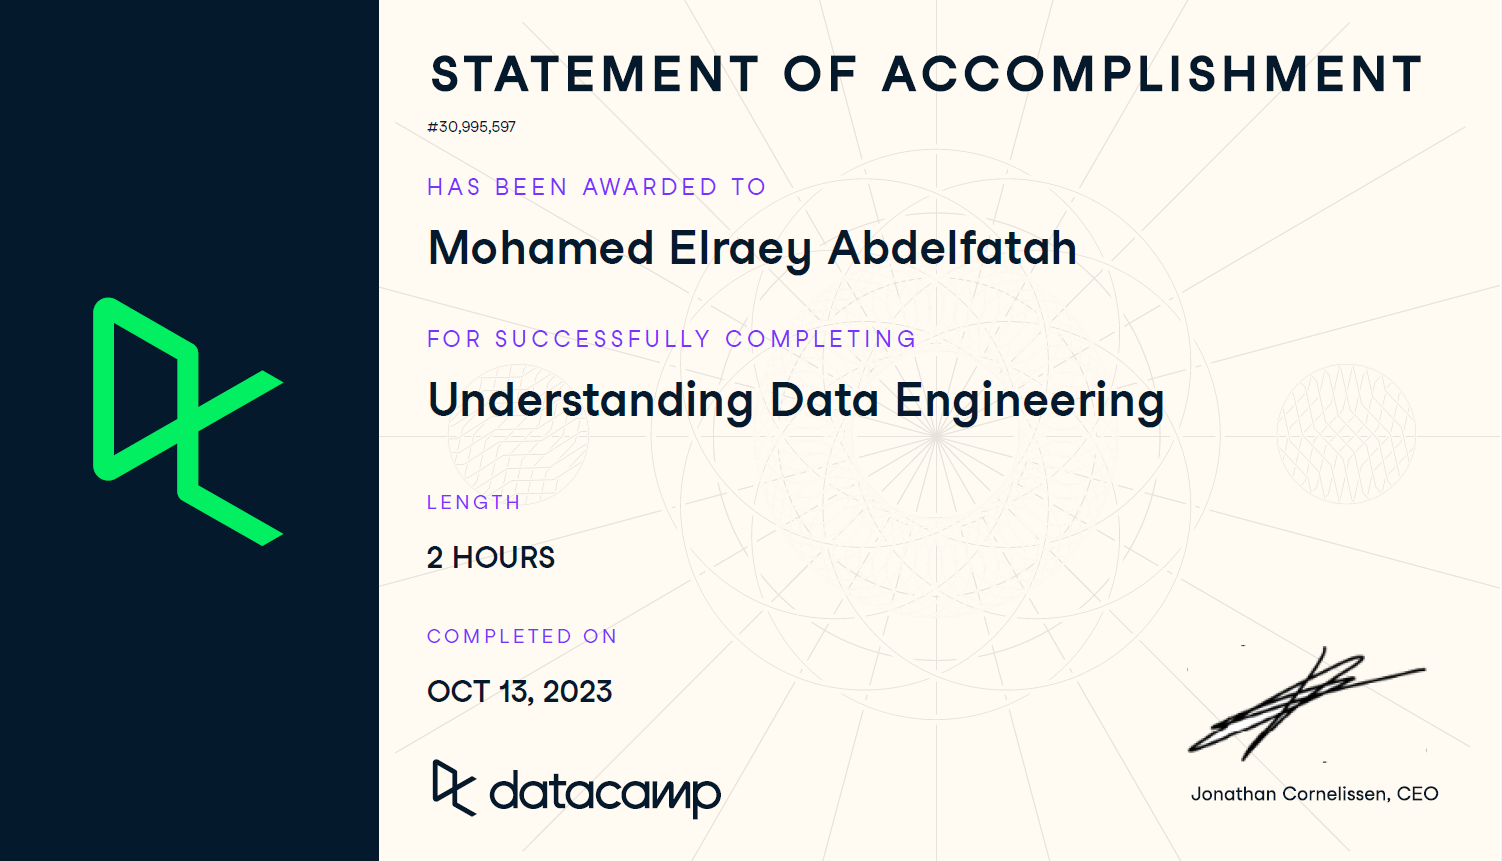 STATEMENT OF ACCOMPLISHMENT
#30,995,597
HAS BEEN AWARDED TO
Mohamed Elraey Abdelfatah
FOR SUCCESSFULLY COMPLETING
Understanding Data Engineering
LENGTH
2 HOURS
COMPLETED ON
OCT 13, 2023
datacamp
Jonathan Cornelissen, CEO